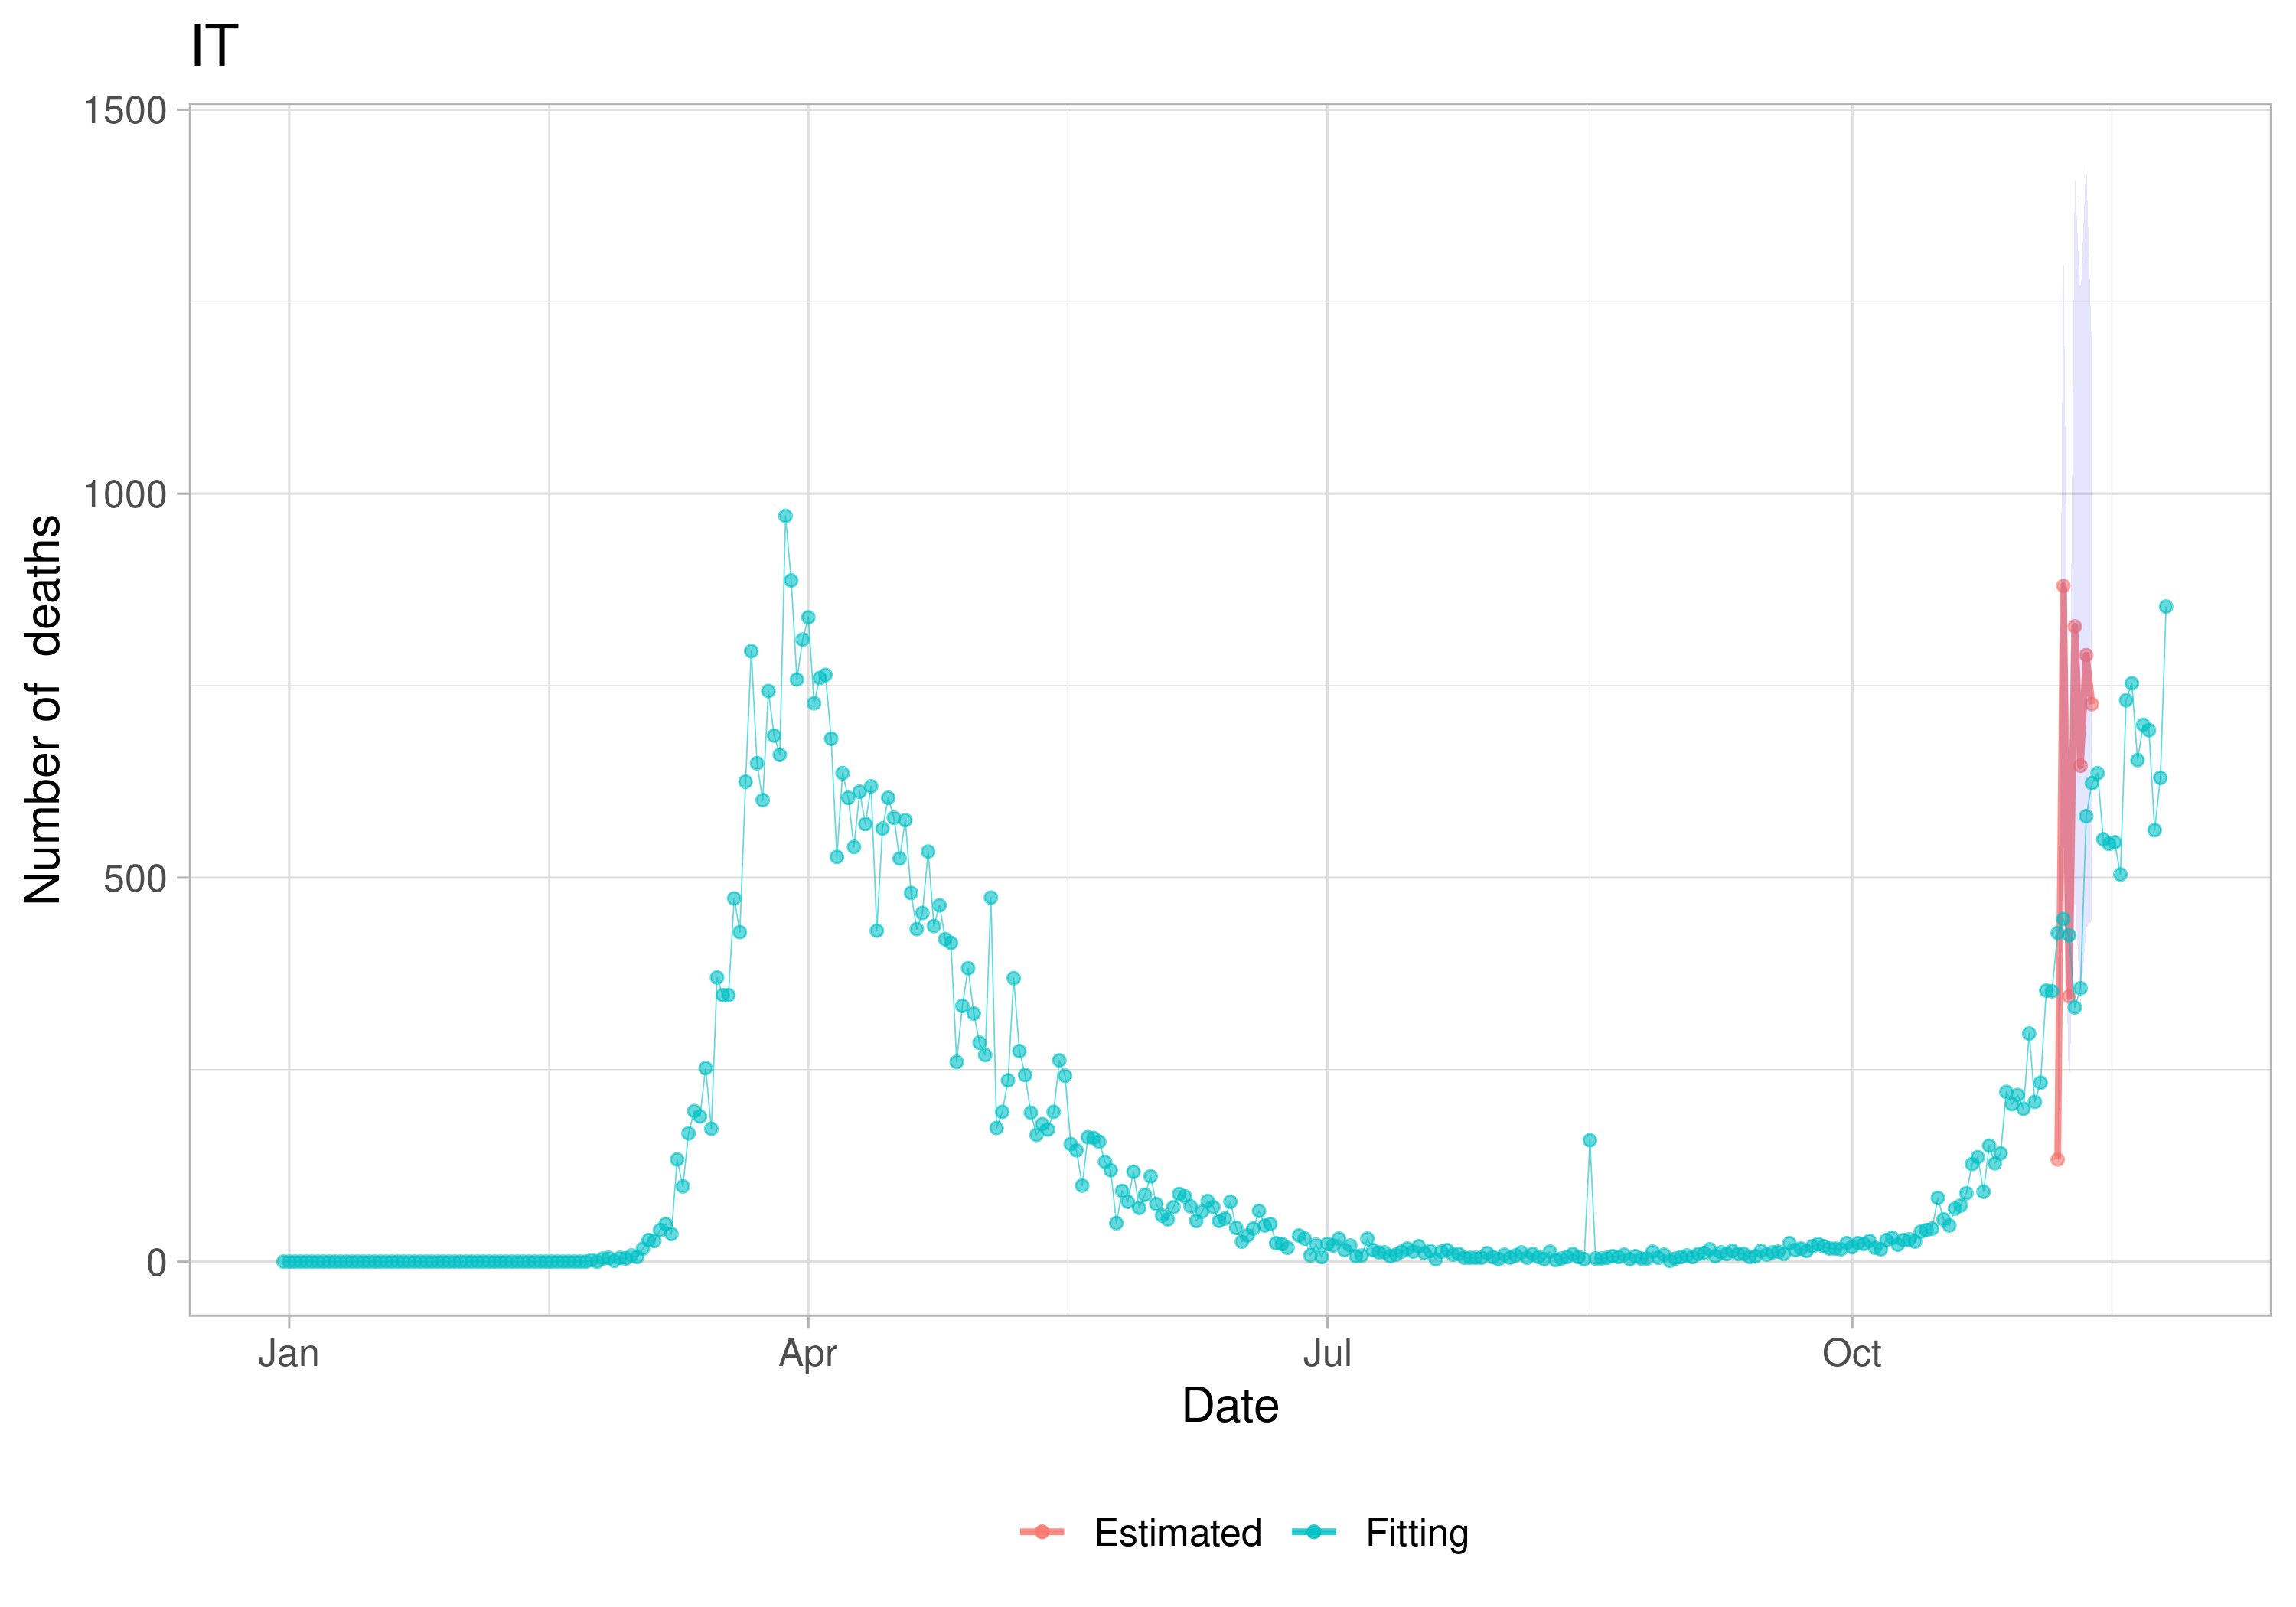 IT
1500
1000
500
0
Number of deaths
Jan Apr Jul Oct
Date
Estimated Fitting